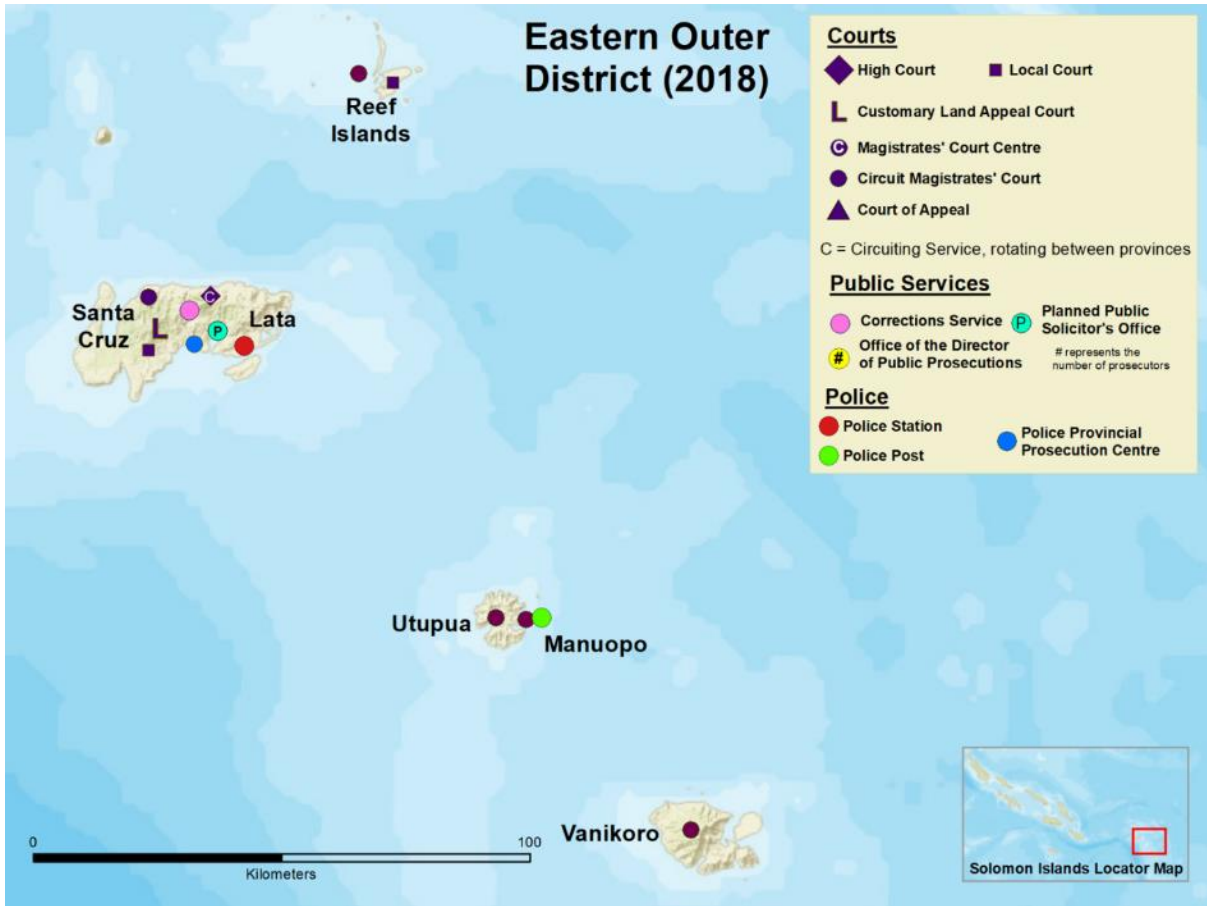 Eastern Outer
District (2018)
Reef
Islands
Santa
Cruz
L
C
P
Lata
Utupua
Manuopo
Vanikoro
0
100
Kilometers
Courts
High Court
Local Court
L
Customary Land Appeal Court
C
Magistrates' Court Centre
Circuit Magistrates' Court
Court of Appeal
C = Circuiting Service, rotating between provinces
Public Services
Corrections Service
P
Planned Public
Solicitor's Office
#
Office of the Director
of Public Prosecutions
# represents the
number of prosecutors
Police
Police Station
Police Post
Police Provincial
Prosecution Centre
Solomon Islands Locator Map